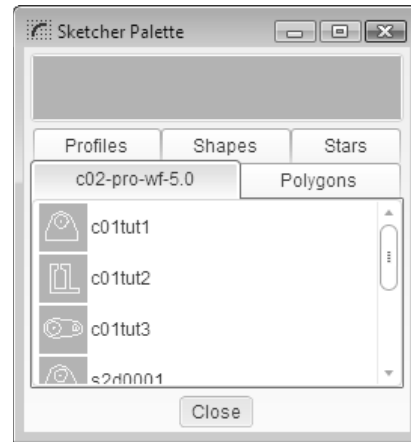 Sketcher Palette
Profiles Shapes Stars
c02-pro-wf-5.0 Polygons
c01tut1
c01tut2
c01tut3
s2d0001
Close